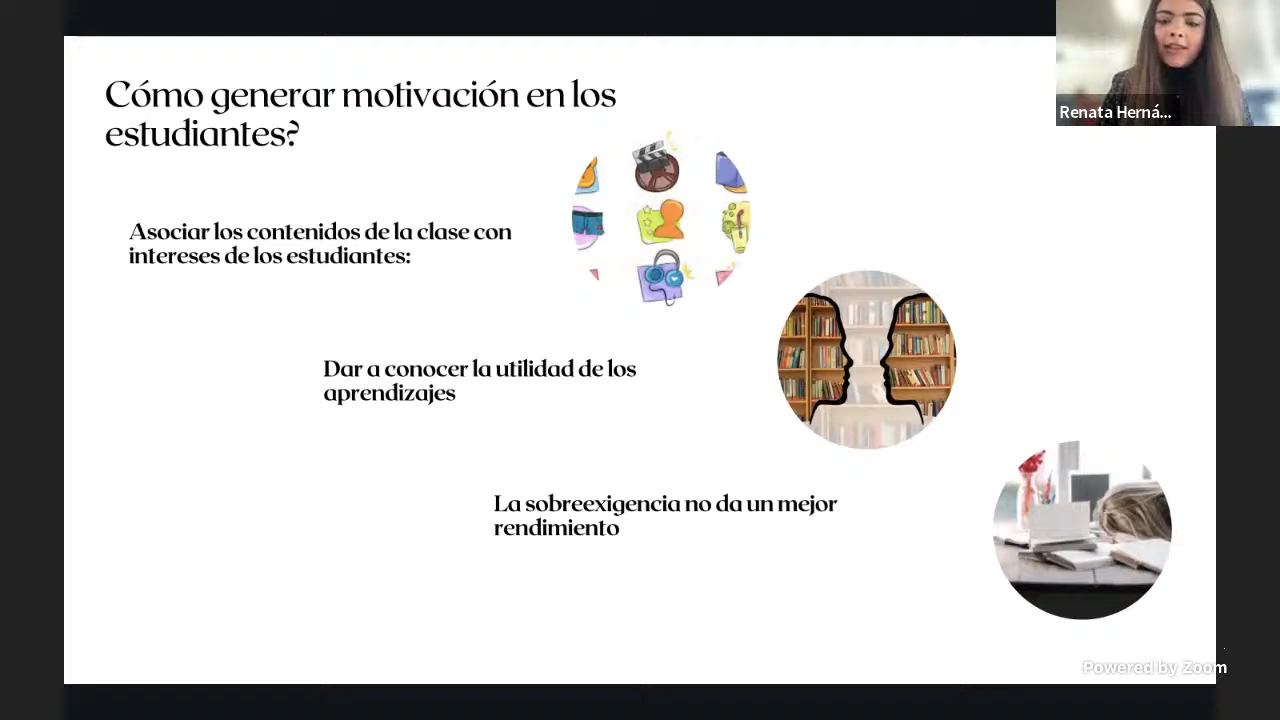 Cómo generar motivación en los
estudiantes?
Renata Herná...
Asociar los contenidos de la clase con
intereses de los estudiantes:
Dar a conocer la utilidad de los
aprendizajes
La sobreexigencia no da un mejor
rendimiento
Powered by Zoom